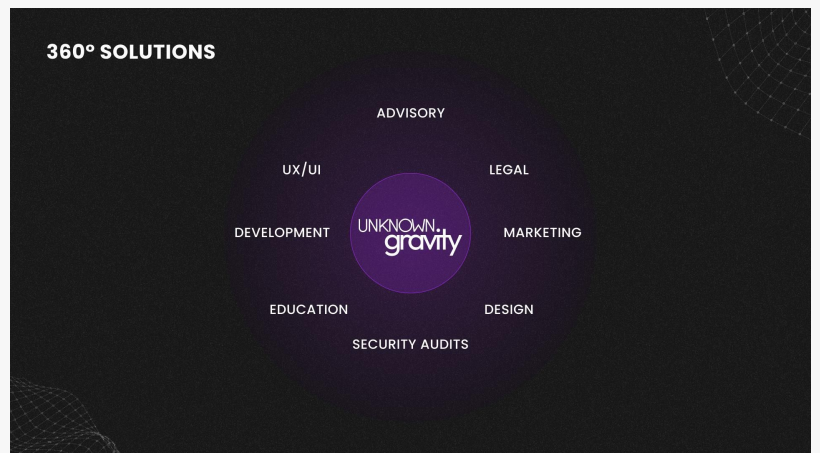 360° SOLUTIONS
ADVISORY
UX/UI
LEGAL
UNKNOWN
gravity
DEVELOPMENT
MARKETING
EDUCATION
DESIGN
SECURITY AUDITS